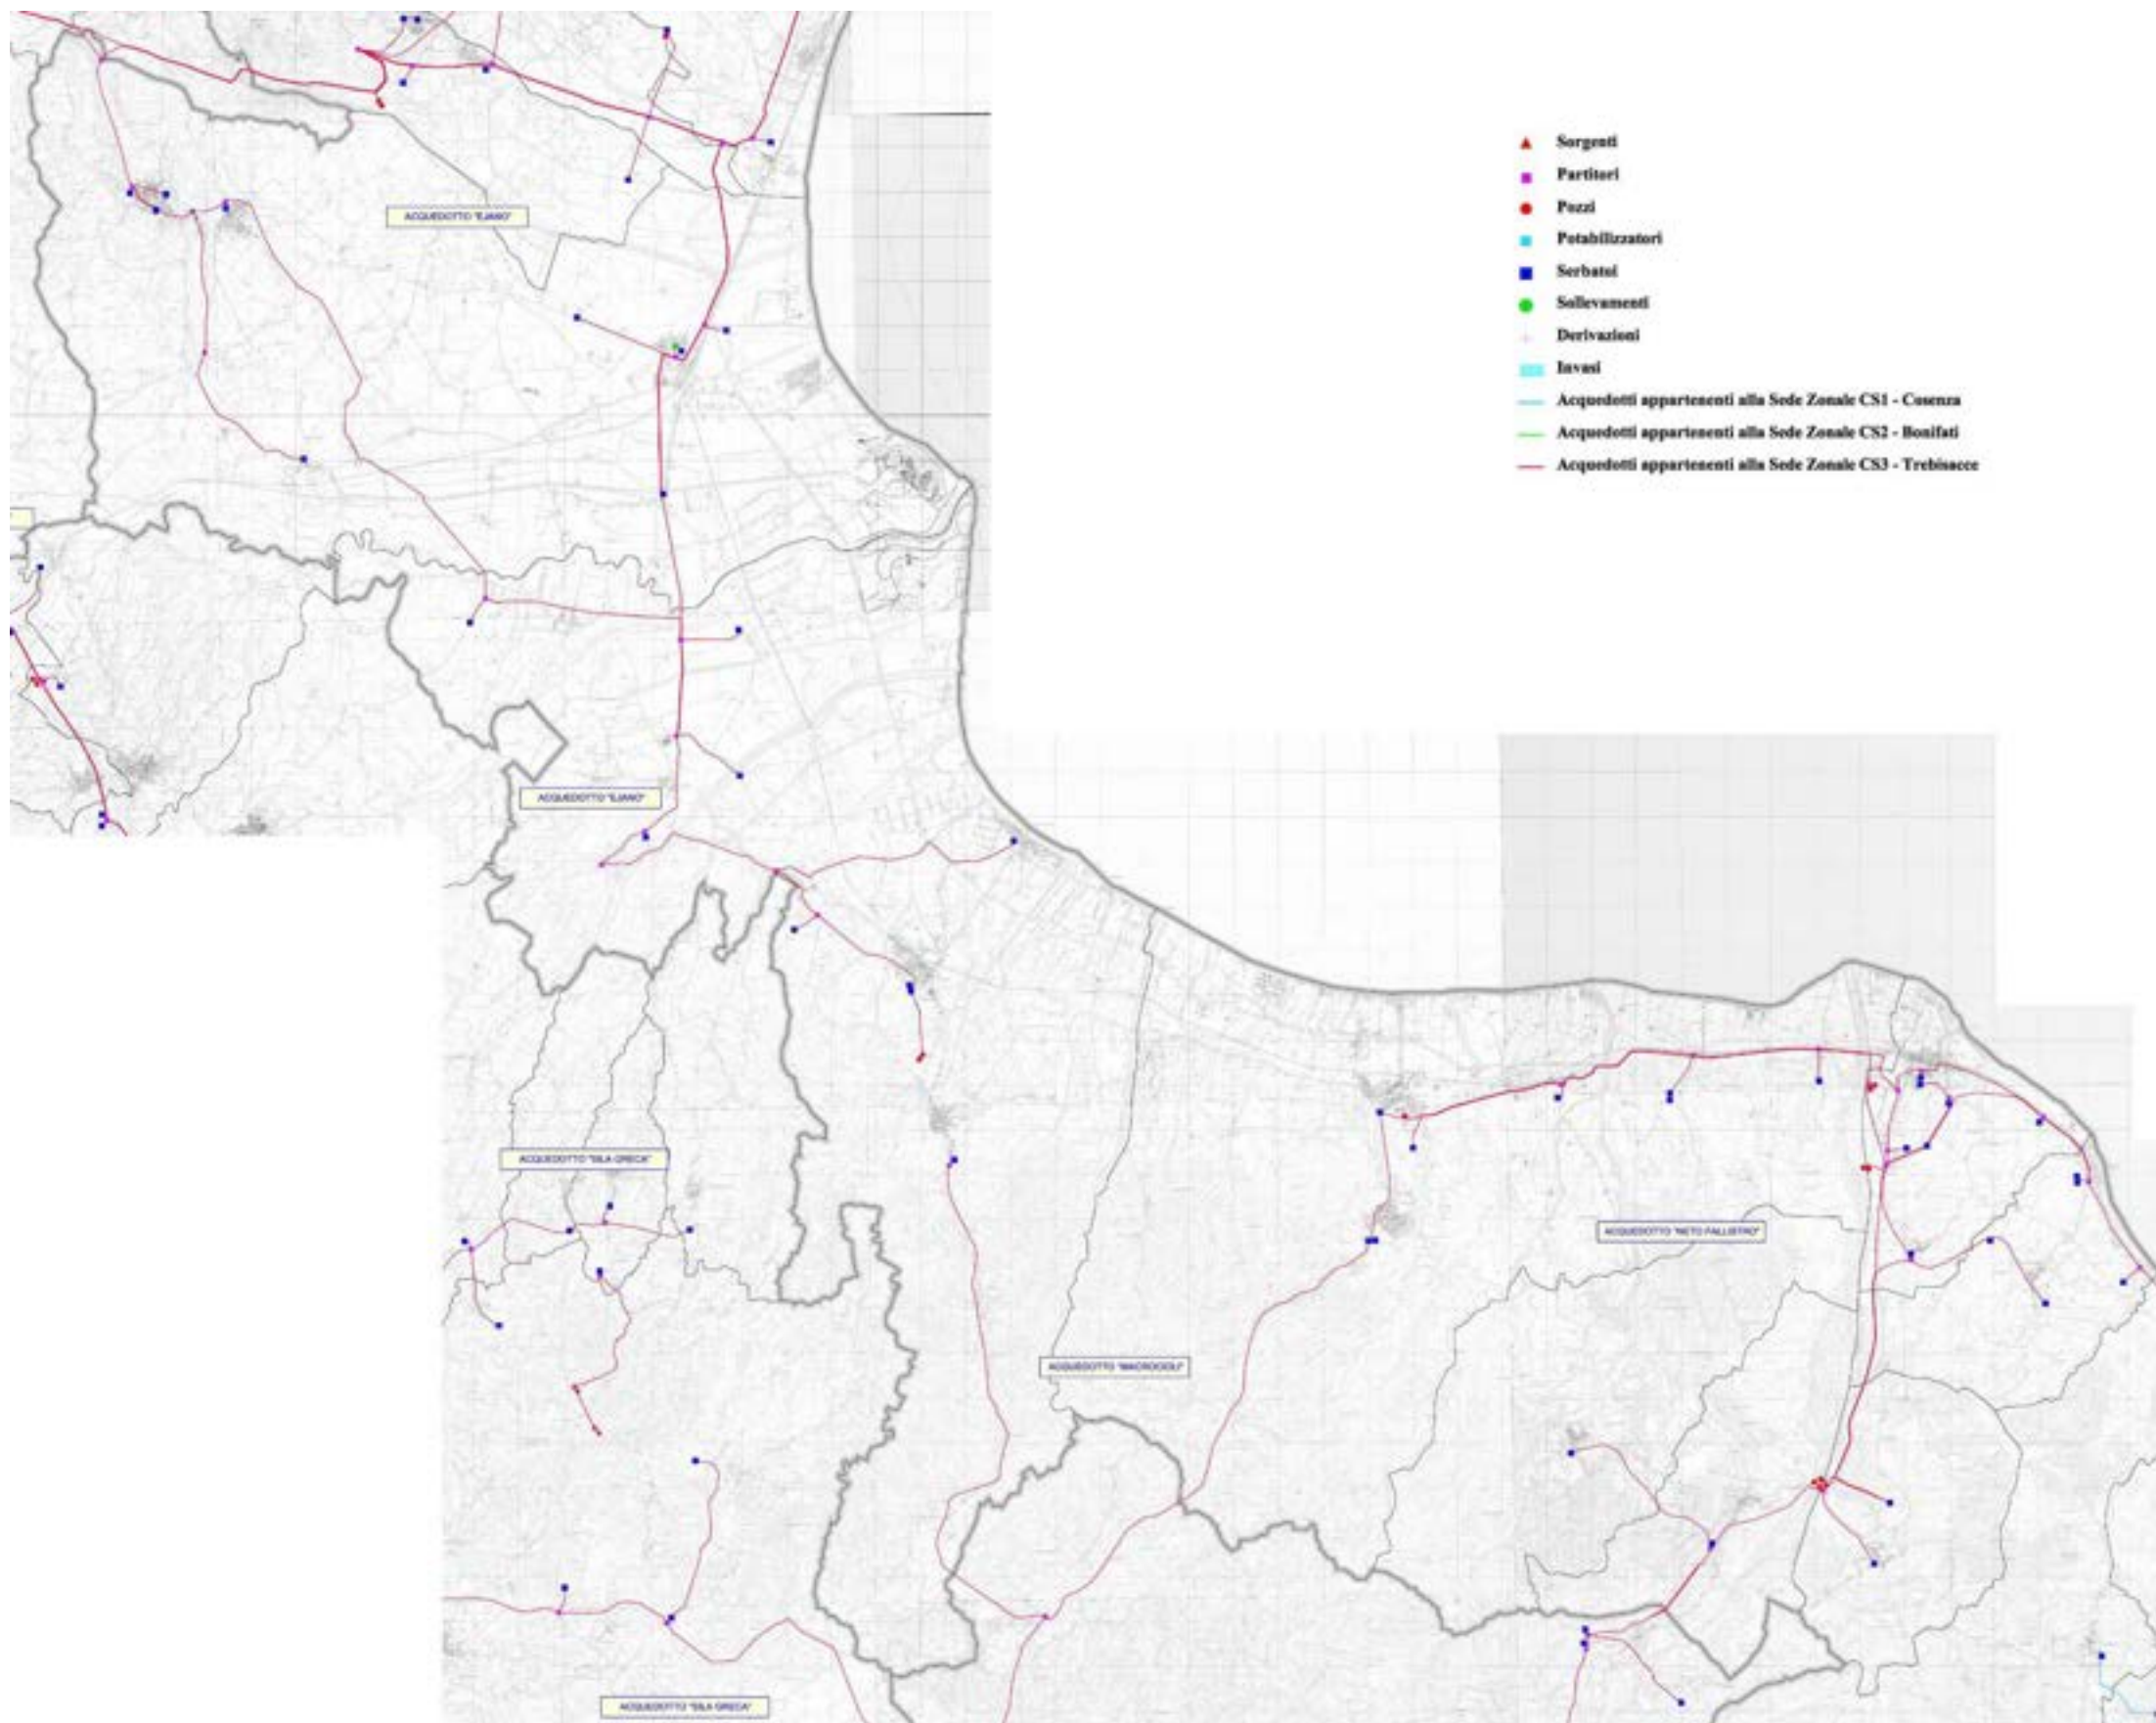 ACQUEDOTTO "EJANO"
Sorgenti
Partitori
Pozzi
Potabilizzatori
Serbatoi
Sollevamenti
Derivazioni
Invasi
Acquedotti appartenenti alla Sede Zonale CS1 - Cosenza
Acquedotti appartenenti alla Sede Zonale CS2 - Bonifati
Acquedotti appartenenti alla Sede Zonale CS3 - Trebisacce
ACQUEDOTTO "EJANO"
ACQUEDOTTO "SILA GRECA"
ACQUEDOTTO "NETO FALLISTRO"
ACQUEDOTTO "MACROCIOLI"
ACQUEDOTTO "SILA GRECA"